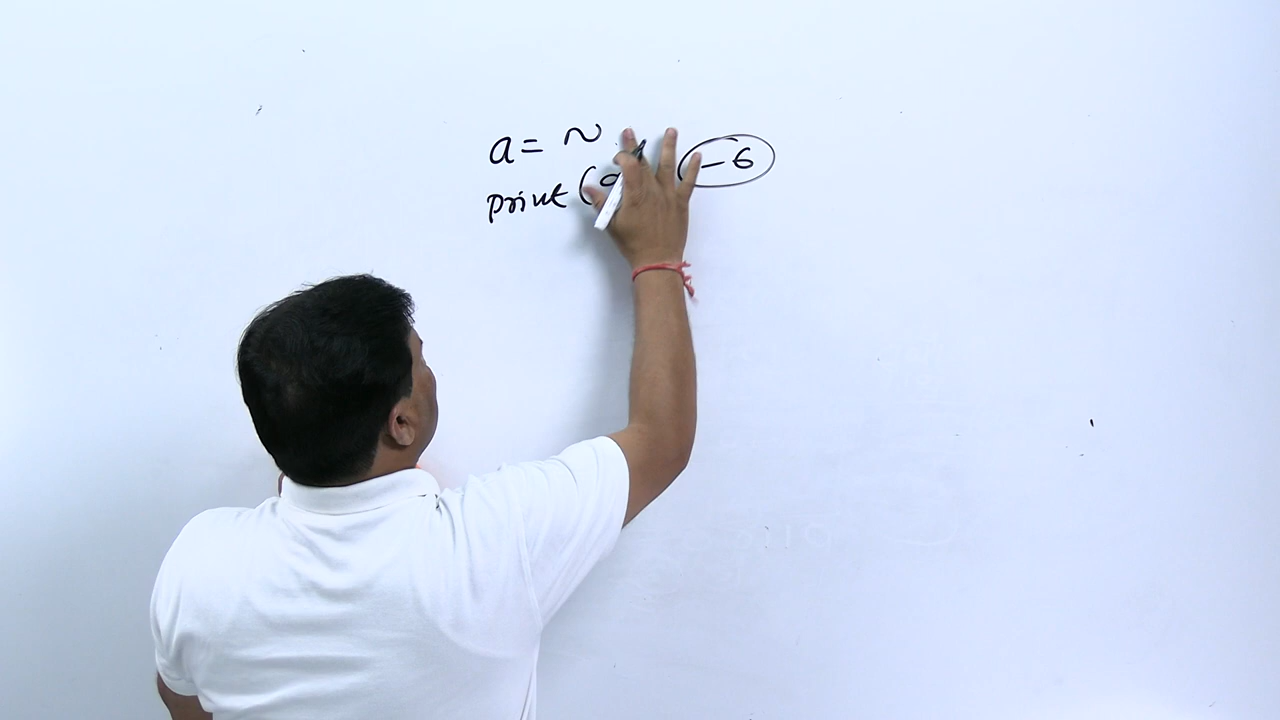 a = ~
print (a -6